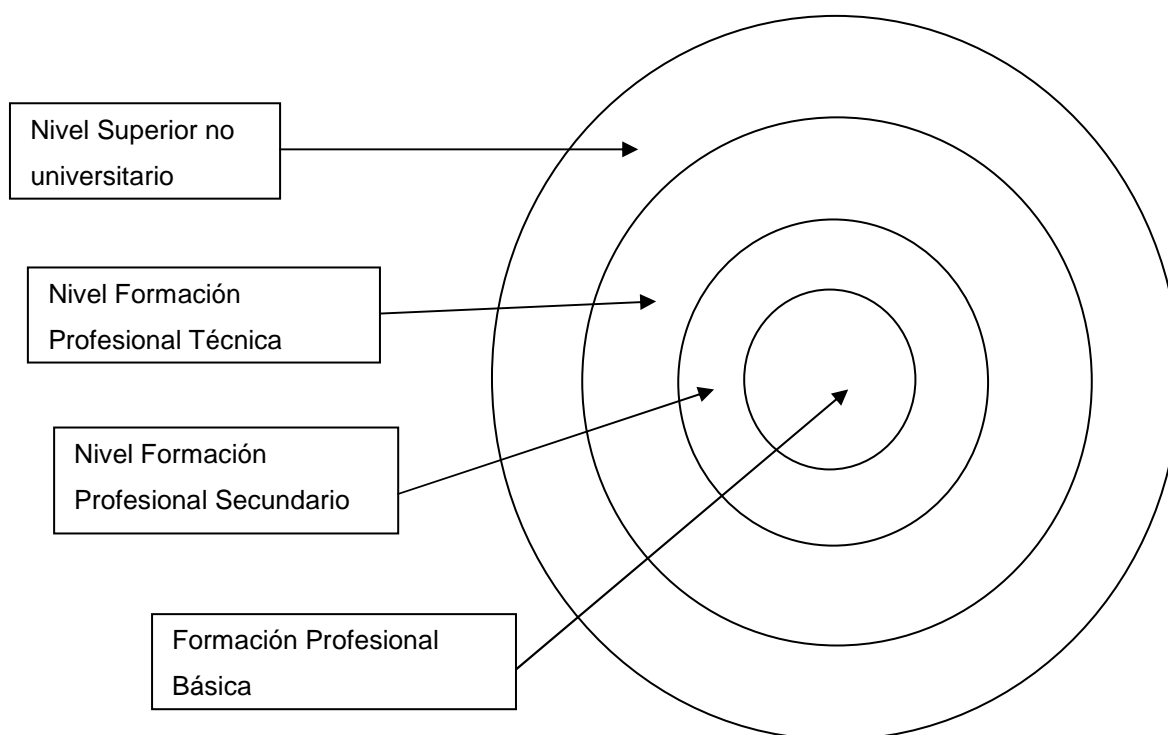 Nivel Superior no
universitario
Nivel Formación
Profesional Técnica
Nivel Formación
Profesional Secundario
Formación Profesional
Básica